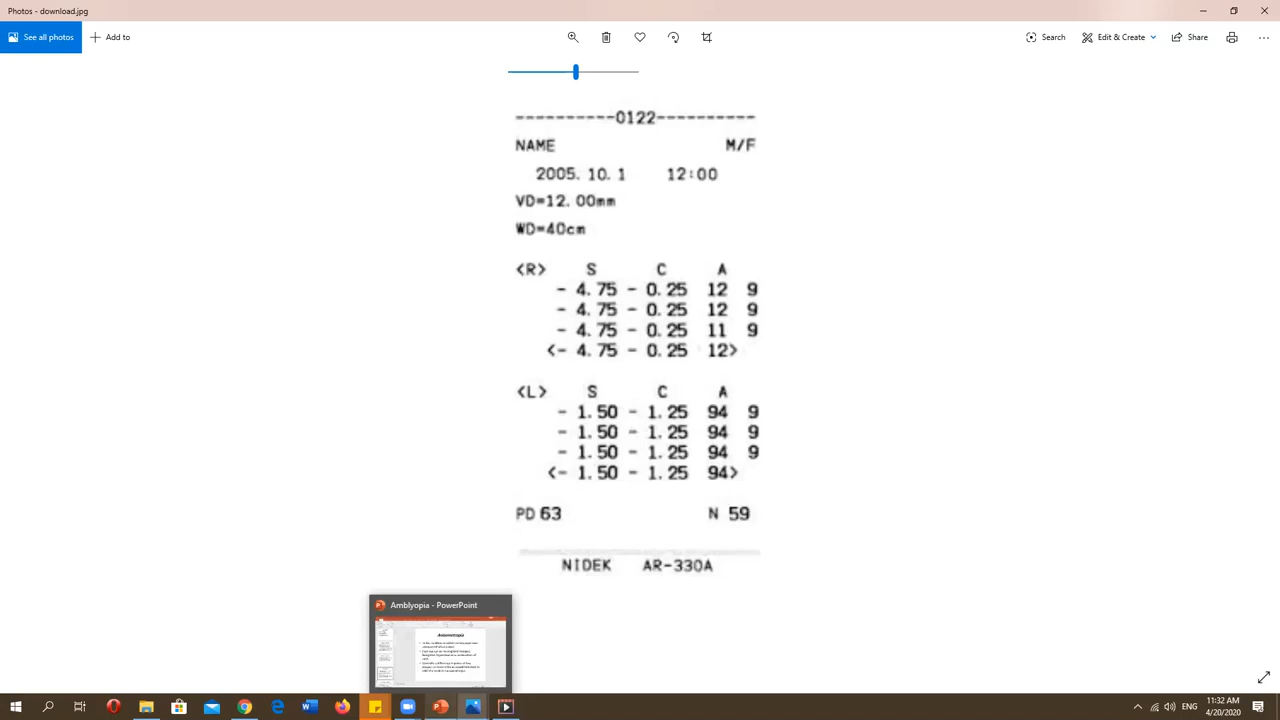 Photos - download.jpg
See all photos
Add to
Search
Edit & Create
Share
----------0122----------
NAME M/F
2005. 10. 1 12:00
VD=12. 00mm
WD=40cm
<R> S C A
- 4. 75 - 0. 25 12 9
- 4. 75 - 0. 25 12 9
- 4. 75 - 0. 25 11 9
<- 4. 75 - 0. 25 12>
<L> S C A
- 1. 50 - 1. 25 94 9
- 1. 50 - 1. 25 94 9
- 1. 50 - 1. 25 94 9
<- 1. 50 - 1. 25 94>
PD 63 N 59
NIDEK AR-330A
Amblyopia - PowerPoint
Anisometropia
ENG
11:32 AM
4/20/2020